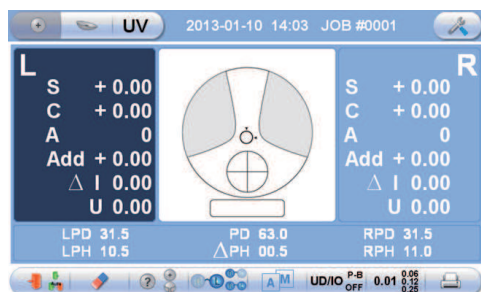 UV 2013-01-10 14:03 JOB #0001
L
S + 0.00
C + 0.00
A 0
Add + 0.00
Δ I 0.00
U 0.00
R
S + 0.00
C + 0.00
A 0
Add + 0.00
Δ I 0.00
U 0.00
LPD 31.5 PD 63.0 RPD 31.5
LPH 10.5 ΔPH 00.5 RPH 11.0
? L A M UD/IO P-B OFF 0.01 0.06 0.12 0.25